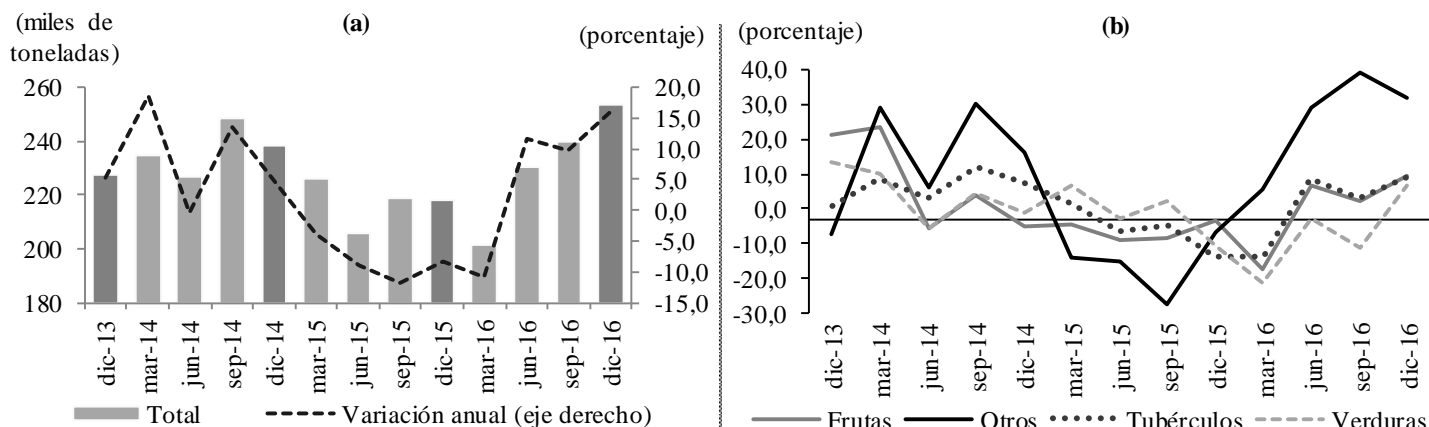 (miles de
toneladas)
(a)
(porcentaje)
260
240
220
200
180
20,0
15,0
10,0
5,0
0,0
-5,0
-10,0
-15,0
dic-13
mar-14
jun-14
sep-14
dic-14
mar-15
jun-15
sep-15
dic-15
mar-16
jun-16
sep-16
dic-16
Total
Variación anual (eje derecho)
(porcentaje)
(b)
40,0
30,0
20,0
10,0
0,0
-10,0
-20,0
-30,0
dic-13
mar-14
jun-14
sep-14
dic-14
mar-15
jun-15
sep-15
dic-15
mar-16
jun-16
sep-16
dic-16
Frutas
Otros
Tubérculos
Verduras